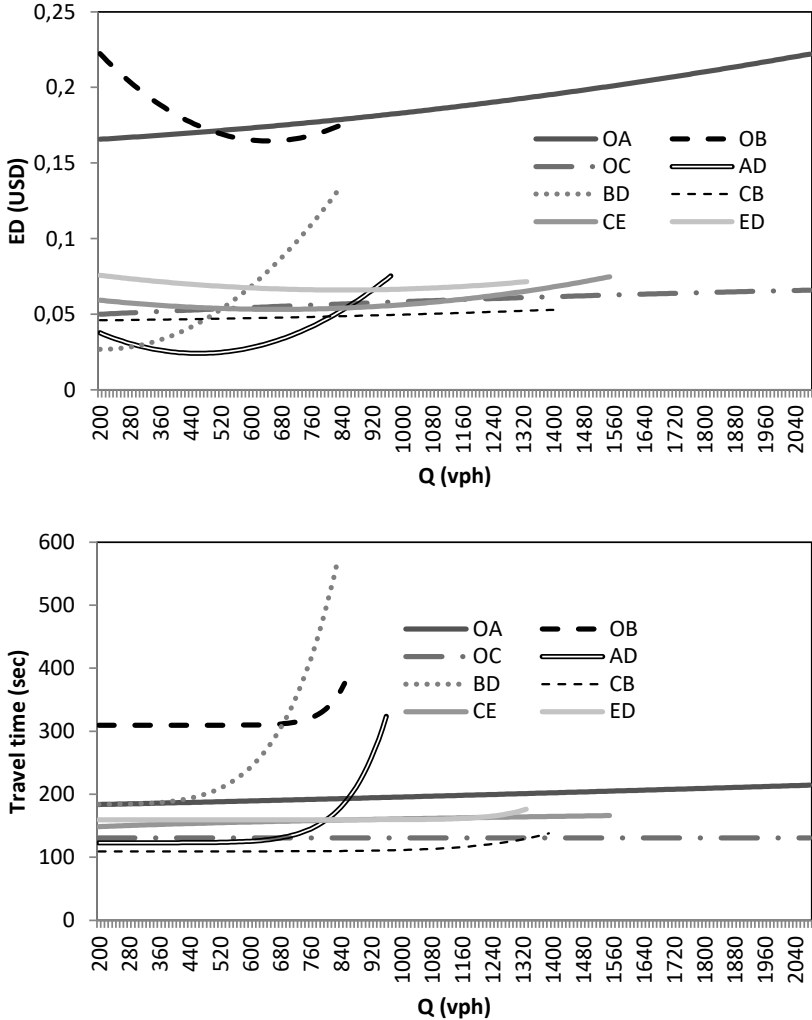 0,25
0,2
0,15
0,1
0,05
0
ED (USD)
OA OB
OC AD
BD CB
CE ED
200 280 360 440 520 600 680 760 840 920 1000 1080 1160 1240 1320 1400 1480 1560 1640 1720 1800 1880 1960 2040
Q (vph)
600
500
400
300
200
100
0
Travel time (sec)
OA OB
OC AD
BD CB
CE ED
200 280 360 440 520 600 680 760 840 920 1000 1080 1160 1240 1320 1400 1480 1560 1640 1720 1800 1880 1960 2040
Q (vph)